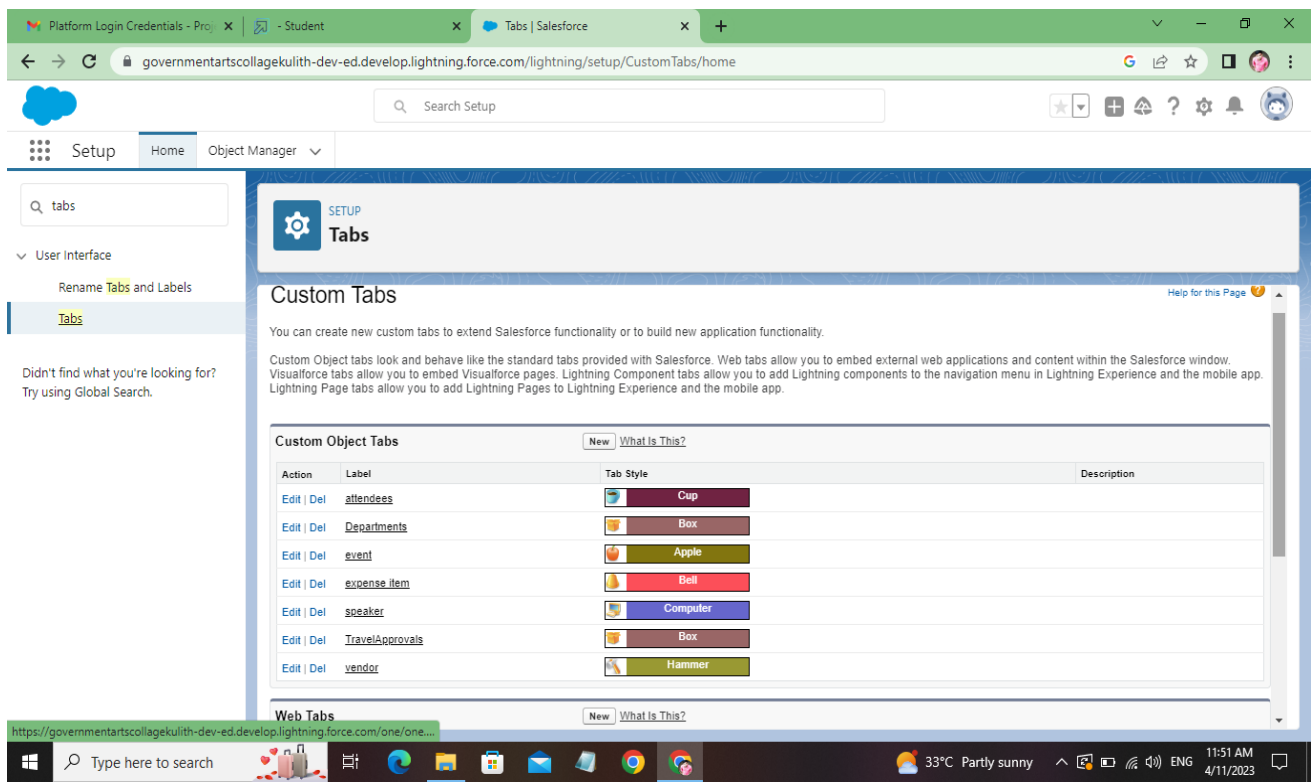 Platform Login Credentials - Proj
- Student
Tabs | Salesforce
governmentartscollagekulith-dev-ed.develop.lightning.force.com/lightning/setup/CustomTabs/home
Search Setup
Setup Home Object Manager
tabs
User Interface
Rename Tabs and Labels
Tabs
Didn't find what you're looking for?
Try using Global Search.
SETUP
Tabs
Custom Tabs
Help for this Page
You can create new custom tabs to extend Salesforce functionality or to build new application functionality.
Custom Object tabs look and behave like the standard tabs provided with Salesforce. Web tabs allow you to embed external web applications and content within the Salesforce window.
Visualforce tabs allow you to embed Visualforce pages. Lightning Component tabs allow you to add Lightning components to the navigation menu in Lightning Experience and the mobile app.
Lightning Page tabs allow you to add Lightning Pages to Lightning Experience and the mobile app.
Custom Object Tabs New What Is This?
Action Label Tab Style Description
Edit | Del attendees Cup
Edit | Del Departments Box
Edit | Del event Apple
Edit | Del expense item Bell
Edit | Del speaker Computer
Edit | Del TravelApprovals Box
Edit | Del vendor Hammer
Web Tabs New What Is This?
https://governmentartscollagekulith-dev-ed.develop.lightning.force.com/one/one....
Type here to search
33°C Partly sunny
ENG
11:51 AM
4/11/2023